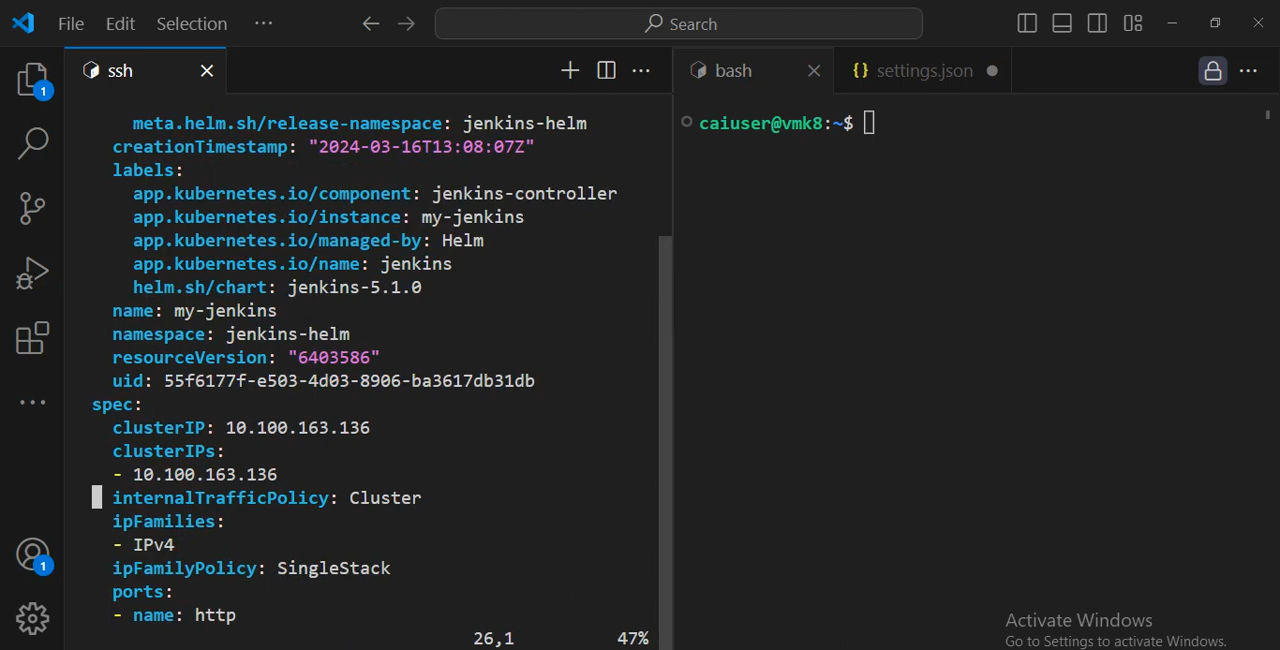 File Edit Selection ··· Search
1
ssh
bash
{} settings.json
meta.helm.sh/release-namespace: jenkins-helm
creationTimestamp: "2024-03-16T13:08:07Z"
labels:
app.kubernetes.io/component: jenkins-controller
app.kubernetes.io/instance: my-jenkins
app.kubernetes.io/managed-by: Helm
app.kubernetes.io/name: jenkins
helm.sh/chart: jenkins-5.1.0
name: my-jenkins
namespace: jenkins-helm
resourceVersion: "6403586"
uid: 55f6177f-e503-4d03-8906-ba3617db31db
spec:
clusterIP: 10.100.163.136
clusterIPs:
- 10.100.163.136
internalTrafficPolicy: Cluster
ipFamilies:
- IPv4
ipFamilyPolicy: SingleStack
ports:
- name: http
26,1 47%
caiuser@vmk8:~$
1
Activate Windows
Go to Settings to activate Windows.